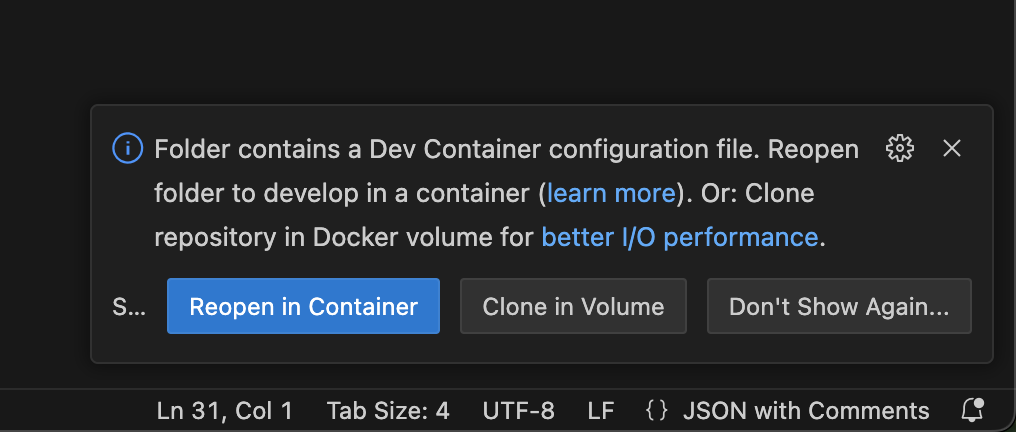 Folder contains a Dev Container configuration file. Reopen
folder to develop in a container (learn more). Or: Clone
repository in Docker volume for better I/O performance.
S... Reopen in Container Clone in Volume Don't Show Again...
Ln 31, Col 1 Tab Size: 4 UTF-8 LF {} JSON with Comments